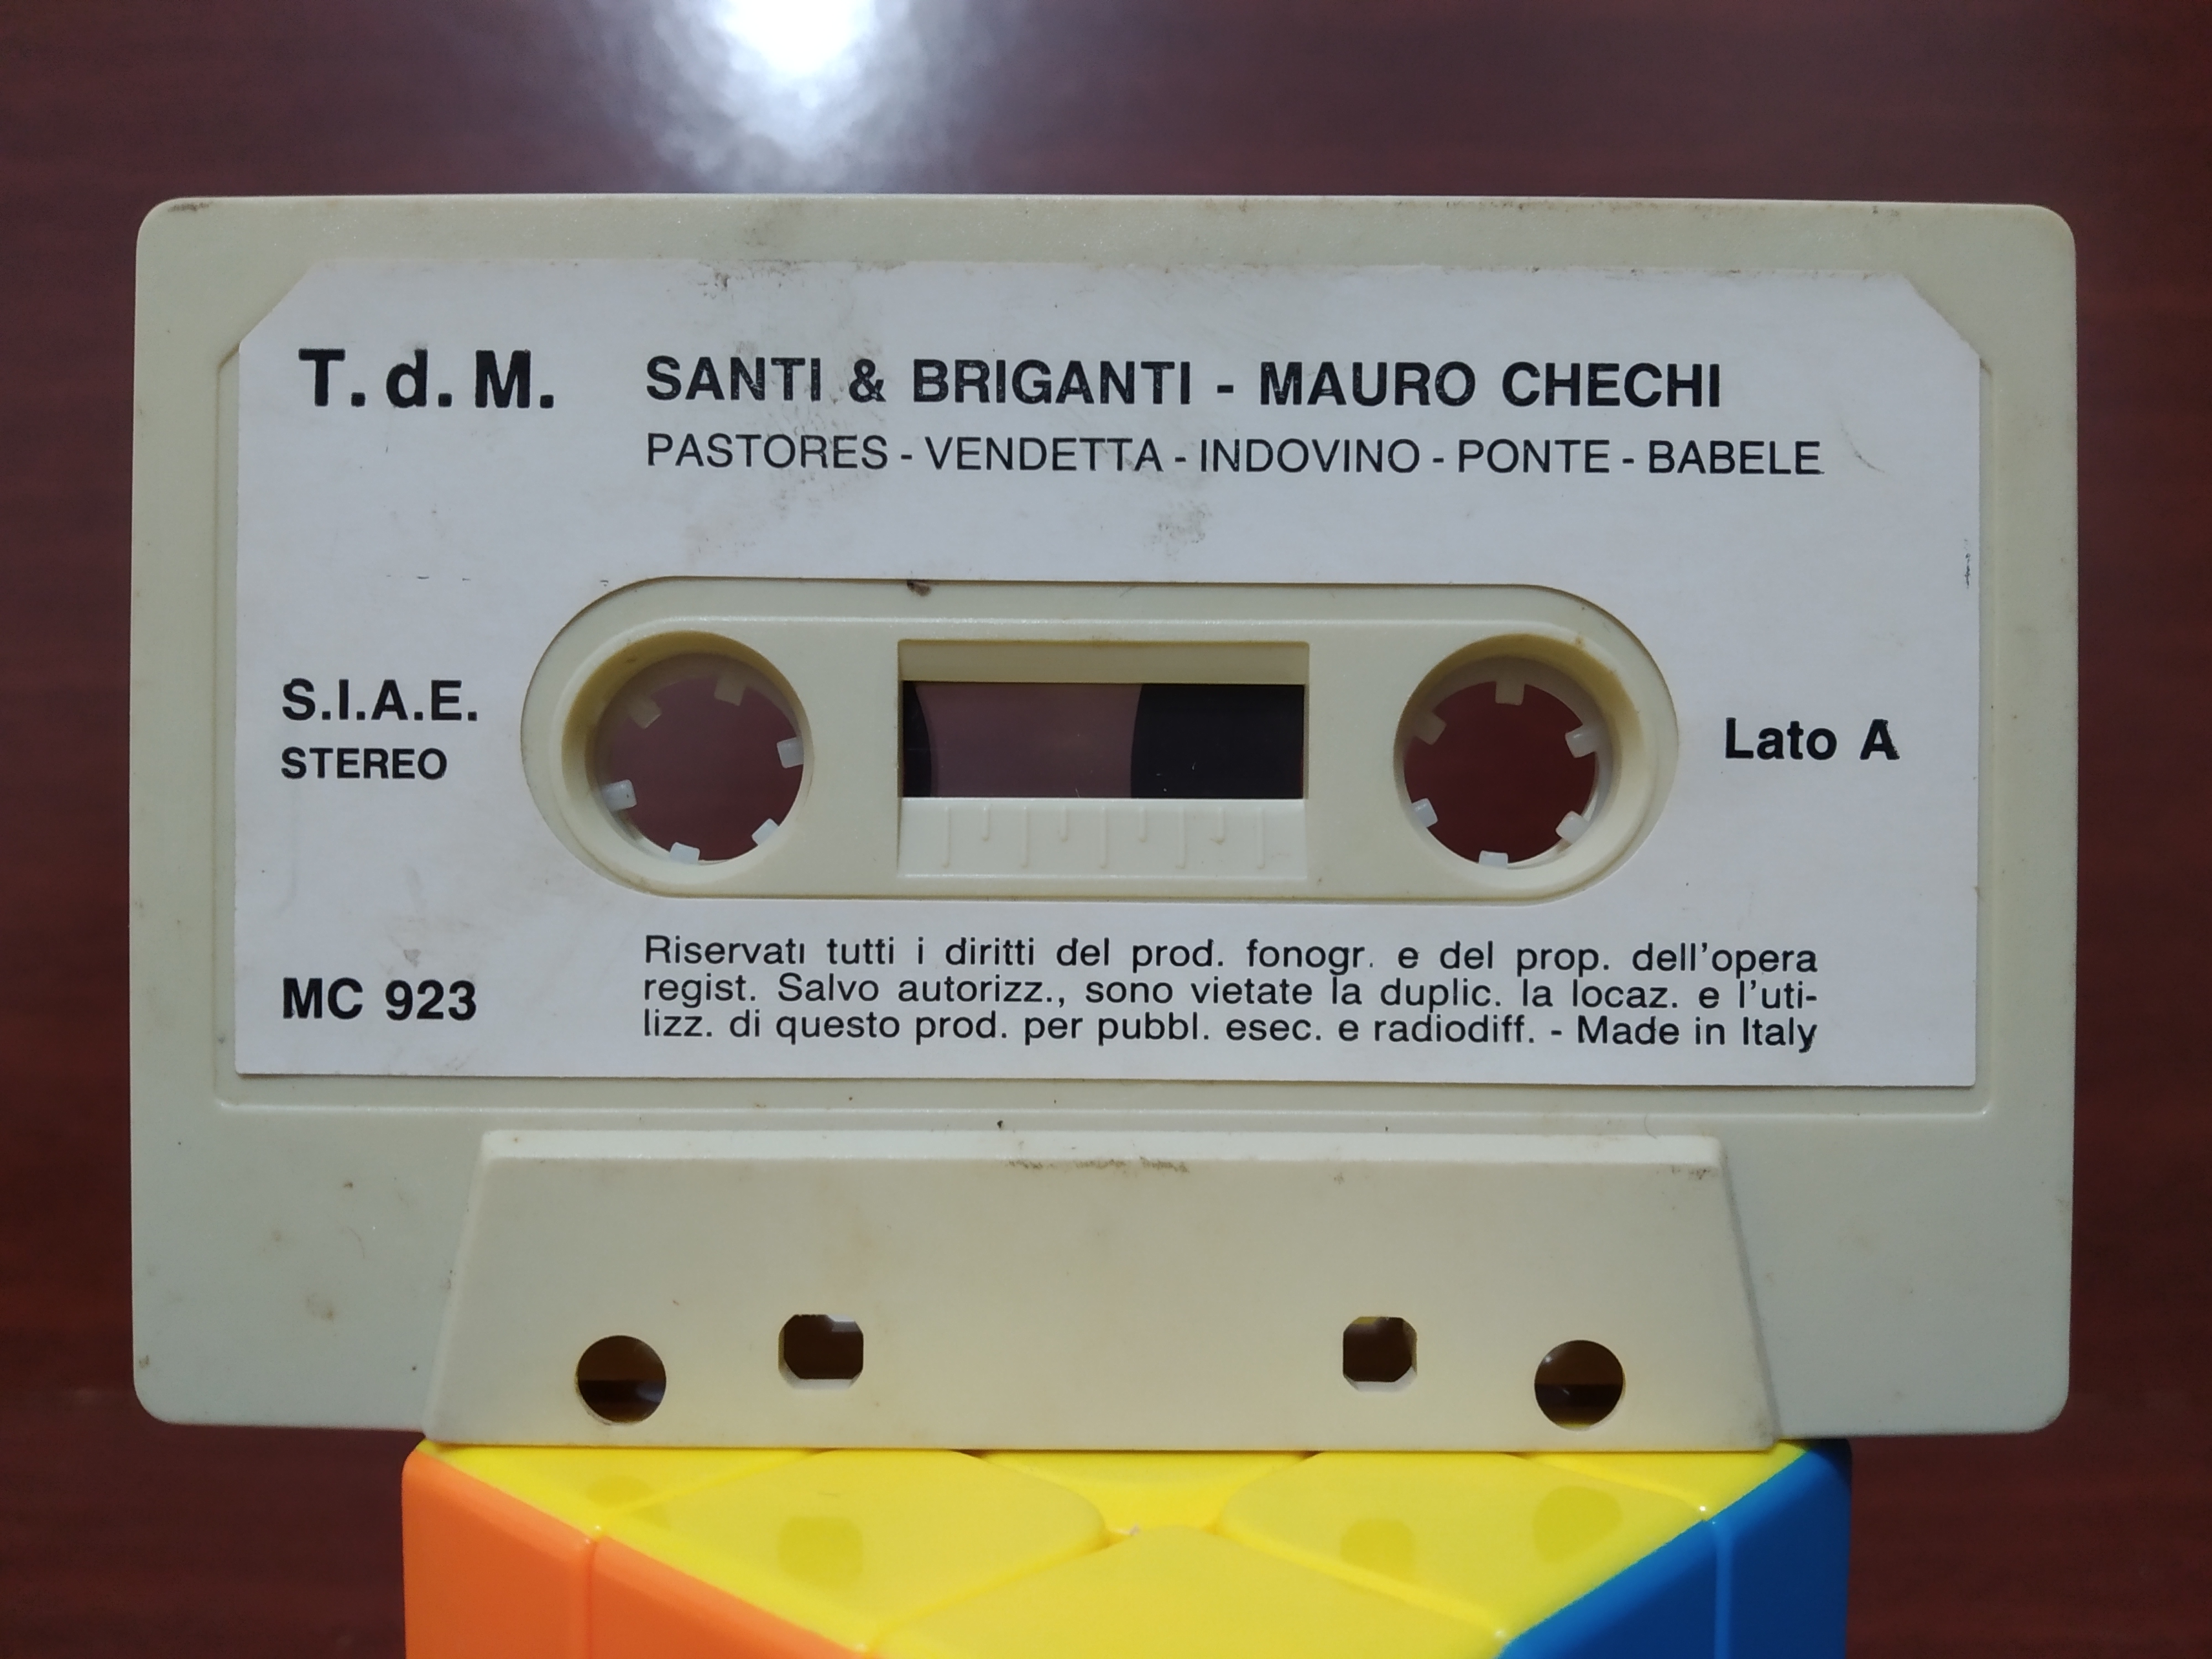 T. d. M.
SANTI & BRIGANTI - MAURO CHECHI
PASTORES - VENDETTA - INDOVINO - PONTE - BABELE
S.I.A.E.
STEREO
Lato A
MC 923
Riservati tutti i diritti del prod. fonogr. e del prop. dell'opera
regist. Salvo autorizz., sono vietate la duplic. la locaz. e l'uti-
lizz. di questo prod. per pubbl. esec. e radiodiff. - Made in Italy